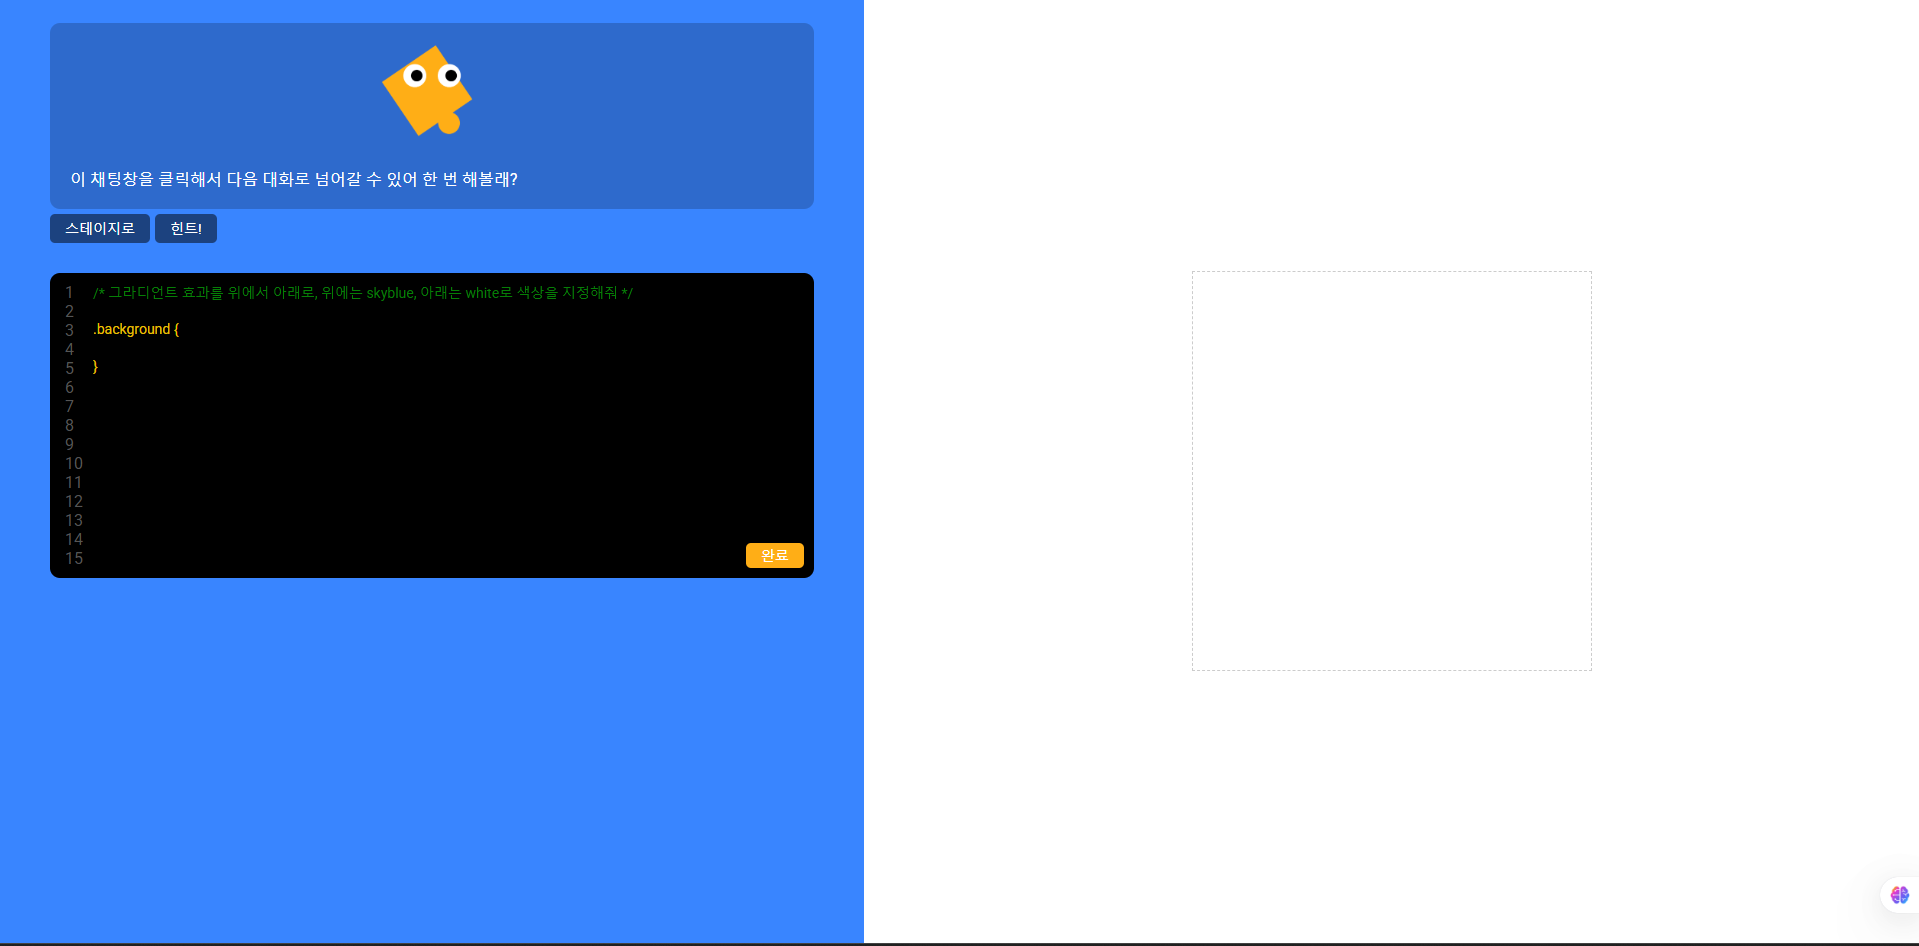 이 채팅창을 클릭해서 다음 대화로 넘어갈 수 있어 한 번 해볼래?
스테이지로 힌트!
1 /* 그라디언트 효과를 위에서 아래로, 위에는 skyblue, 아래는 white로 색상을 지정해줘 */
2
3 .background {
4
5 }
6
7
8
9
10
11
12
13
14
15
완료